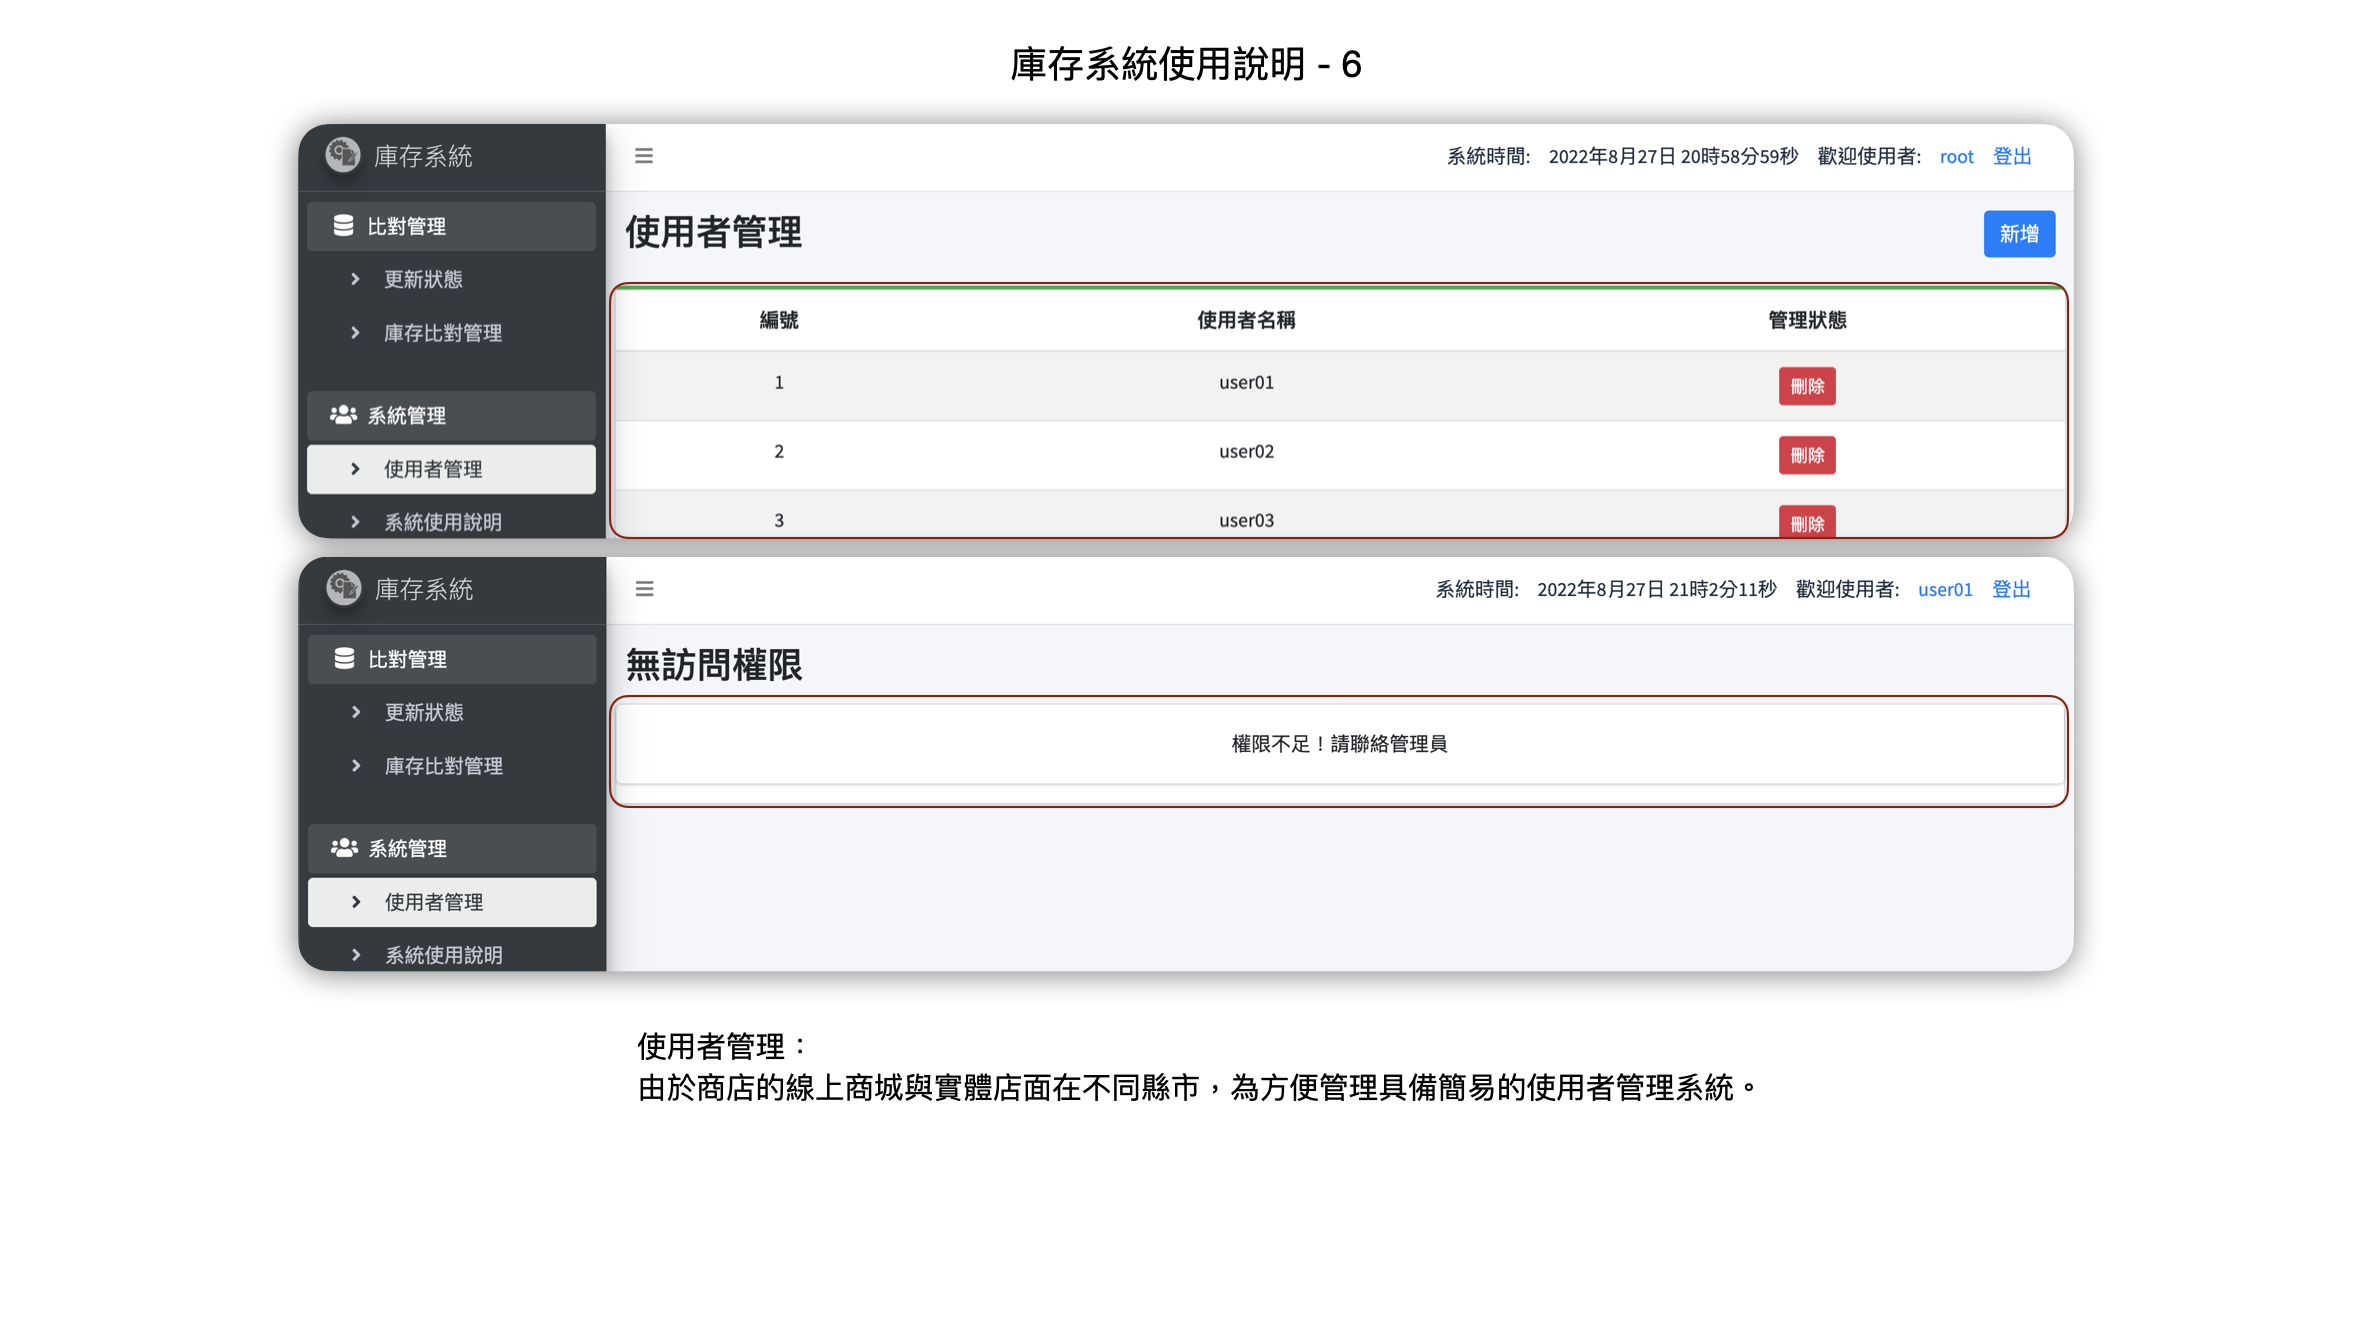 庫存系統使用說明 - 6
庫存系統
系統時間: 2022年8月27日 20時58分59秒 歡迎使用者: root 登出
比對管理
更新狀態
庫存比對管理
系統管理
使用者管理
系統使用說明
使用者管理
新增
編號 使用者名稱 管理狀態
1 user01 刪除
2 user02 刪除
3 user03 刪除
庫存系統
系統時間: 2022年8月27日 21時2分11秒 歡迎使用者: user01 登出
比對管理
更新狀態
庫存比對管理
系統管理
使用者管理
系統使用說明
無訪問權限
權限不足！請聯絡管理員
使用者管理：
由於商店的線上商城與實體店面在不同縣市，為方便管理具備簡易的使用者管理系統。